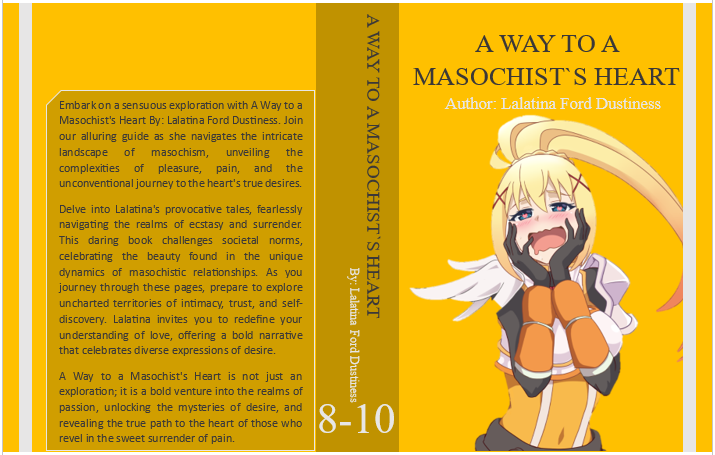 Embark on a sensuous exploration with A Way to a
Masochist's Heart By: Lalatina Ford Dustiness. Join
our alluring guide as she navigates the intricate
landscape of masochism, unveiling the
complexities of pleasure, pain, and the
unconventional journey to the heart's true desires.
Delve into Lalatina's provocative tales, fearlessly
navigating the realms of ecstasy and surrender.
This daring book challenges societal norms,
celebrating the beauty found in the unique
dynamics of masochistic relationships. As you
journey through these pages, prepare to explore
uncharted territories of intimacy, trust, and self-
discovery. Lalatina invites you to redefine your
understanding of love, offering a bold narrative
that celebrates diverse expressions of desire.
A Way to a Masochist's Heart is not just an
exploration; it is a bold venture into the realms of
passion, unlocking the mysteries of desire, and
revealing the true path to the heart of those who
revel in the sweet surrender of pain.
A WAY TO A MASOCHIST`S HEART
By: Lalatina Ford Dustiness
8-10
A WAY TO A
MASOCHIST`S HEART
Author: Lalatina Ford Dustiness